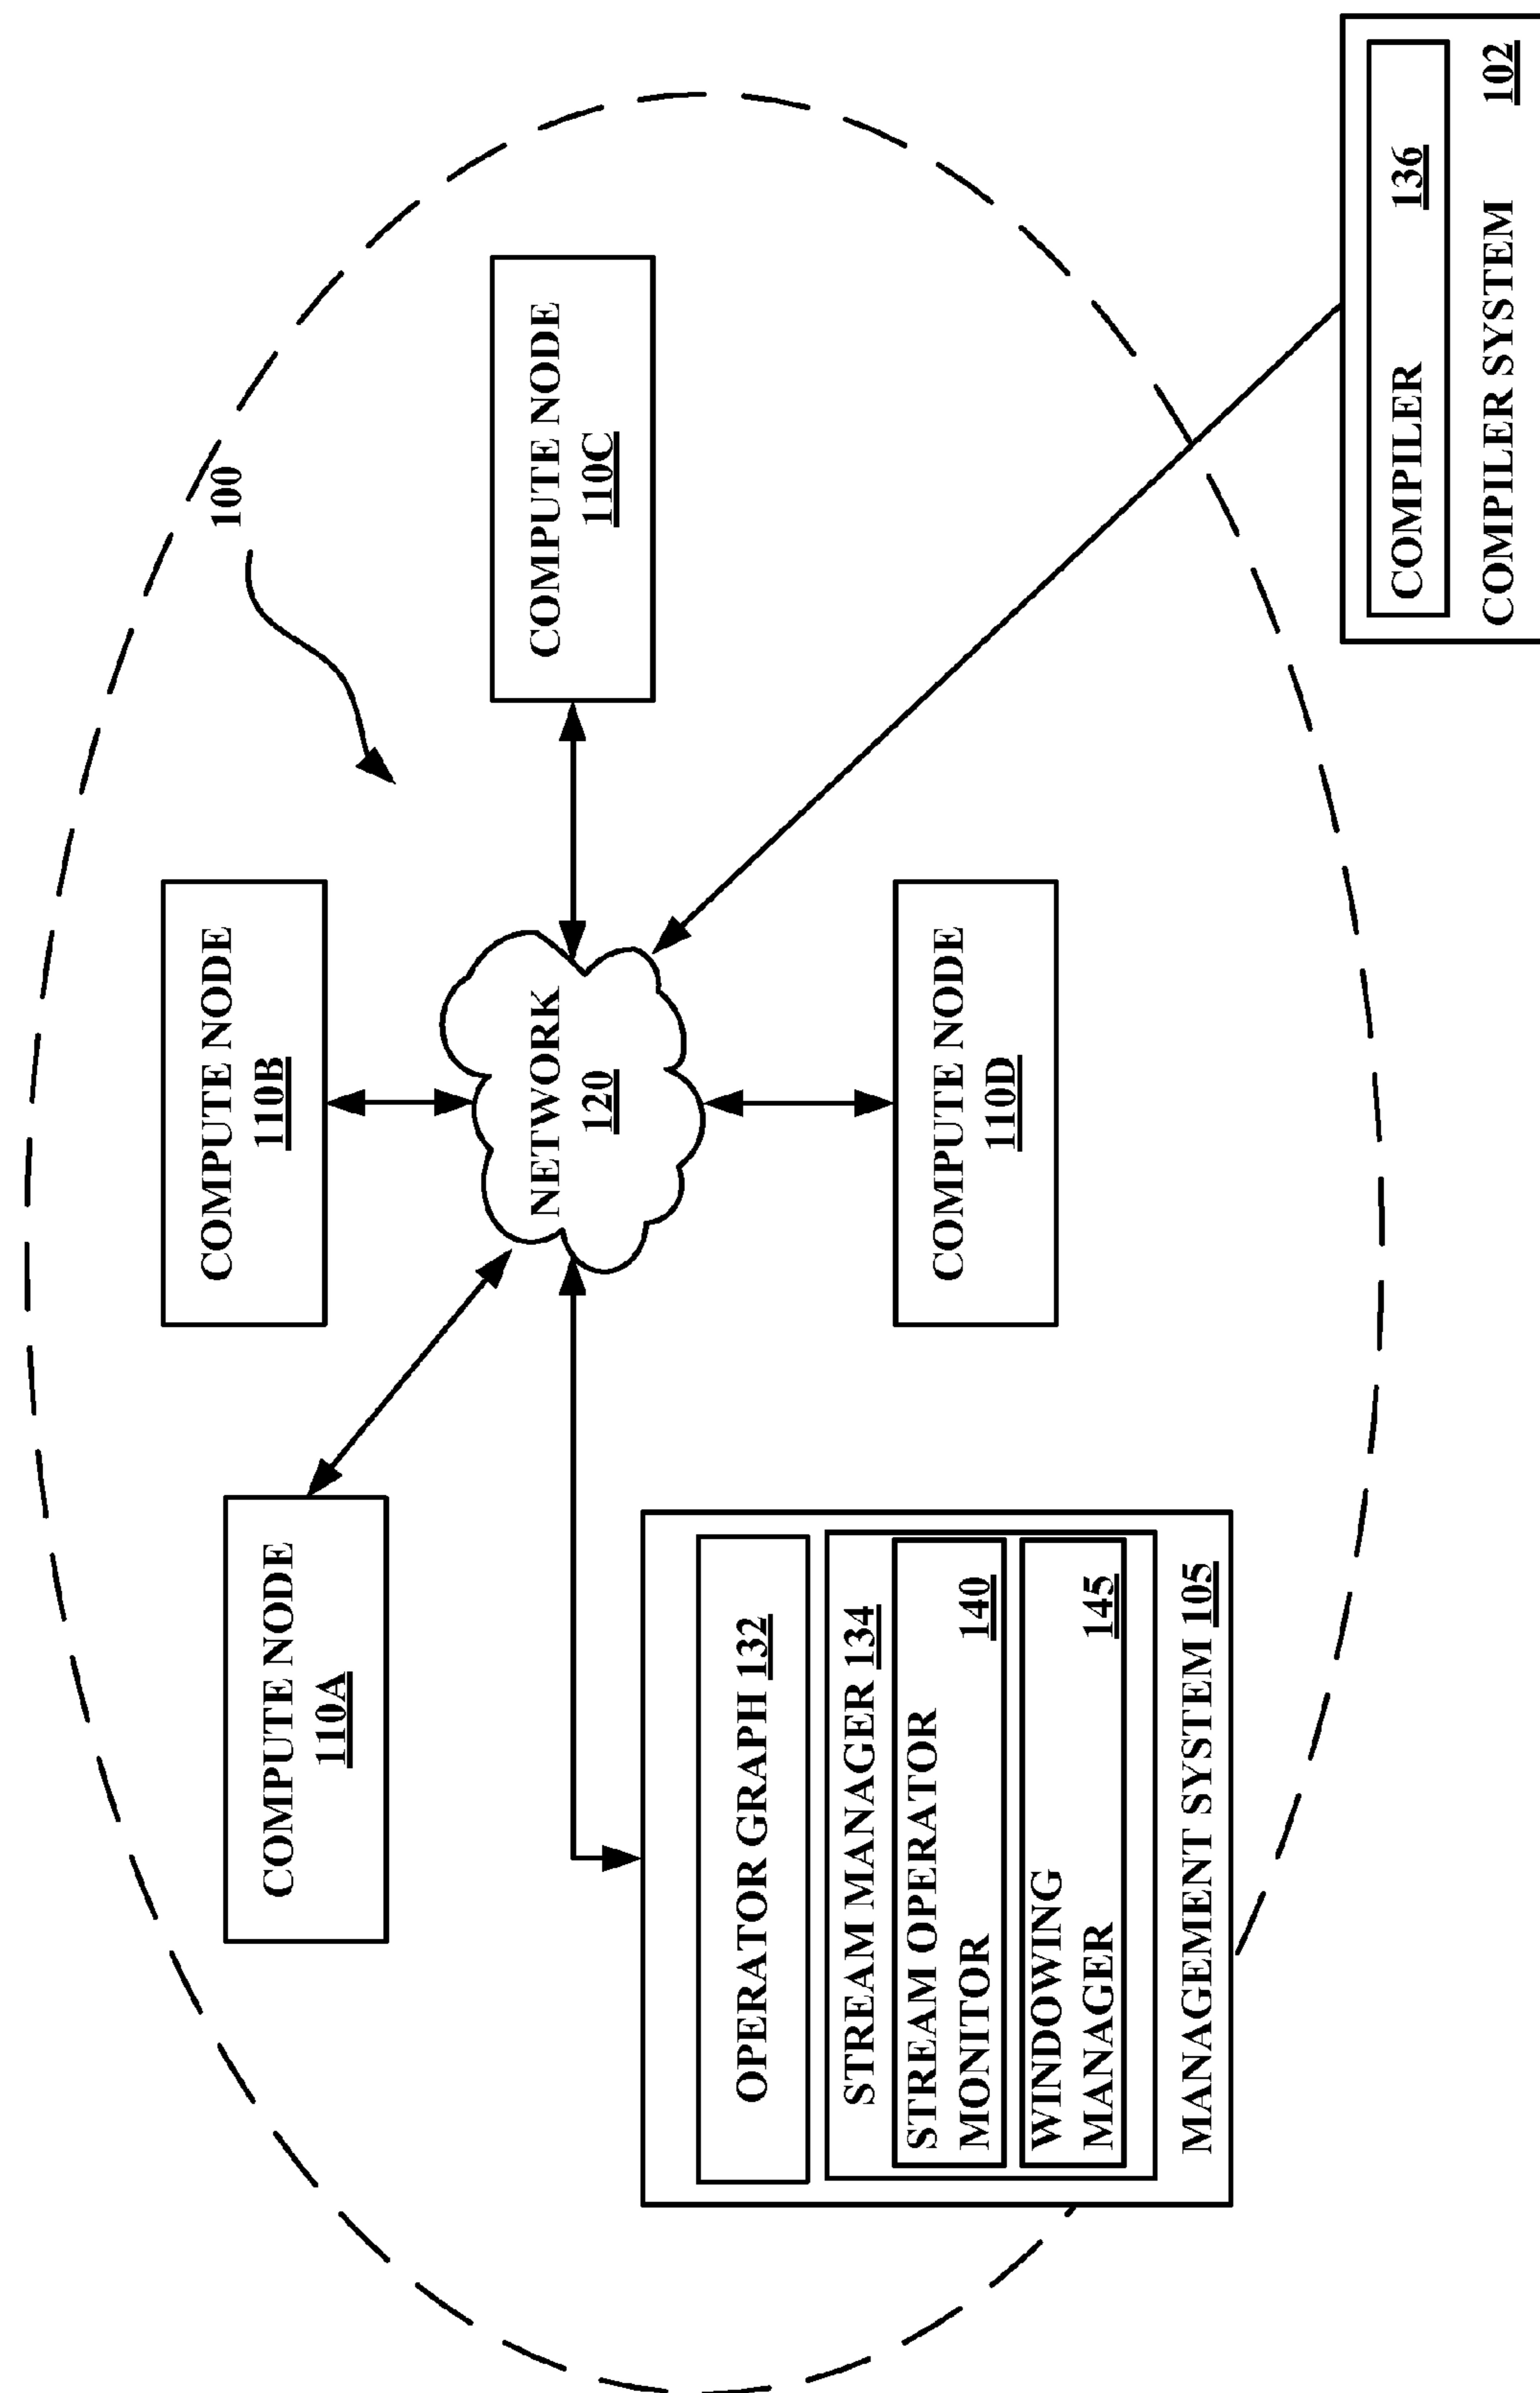 100
COMPUTE NODE
110A
COMPUTE NODE
110B
COMPUTE NODE
110C
NETWORK
120
COMPUTE NODE
110D
OPERATOR GRAPH 132
STREAM MANAGER 134
STREAM OPERATOR
MONITOR 140
WINDOWING
MANAGER 145
MANAGEMENT SYSTEM 105
COMPILER 136
COMPILER SYSTEM 102